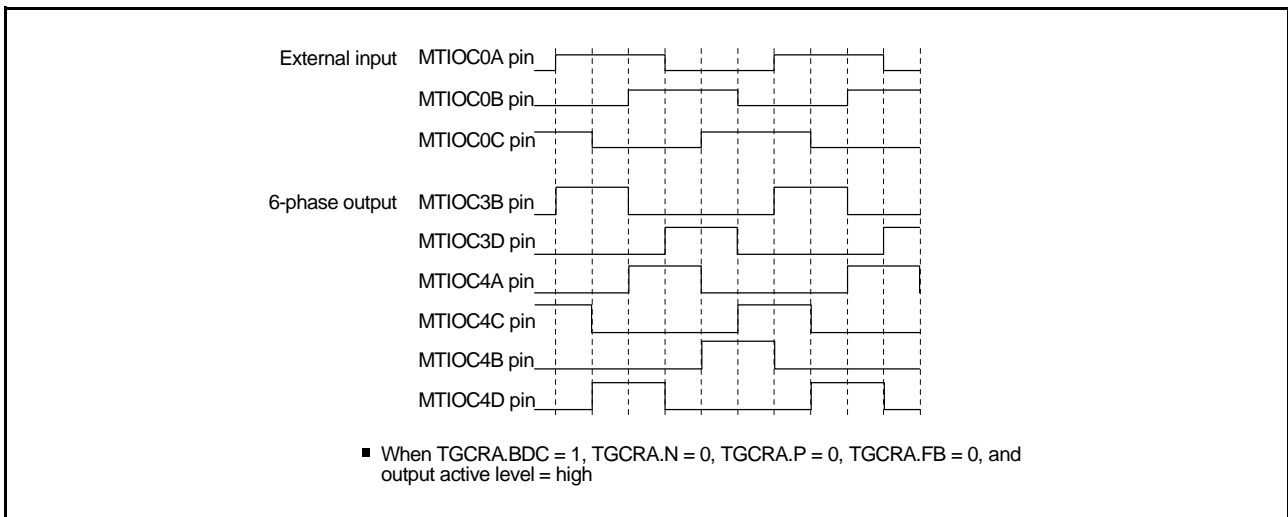 External input MTIOC0A pin
MTIOC0B pin
MTIOC0C pin
6-phase output MTIOC3B pin
MTIOC3D pin
MTIOC4A pin
MTIOC4C pin
MTIOC4B pin
MTIOC4D pin
■ When TGCRA.BDC = 1, TGCRA.N = 0, TGCRA.P = 0, TGCRA.FB = 0, and
output active level = high